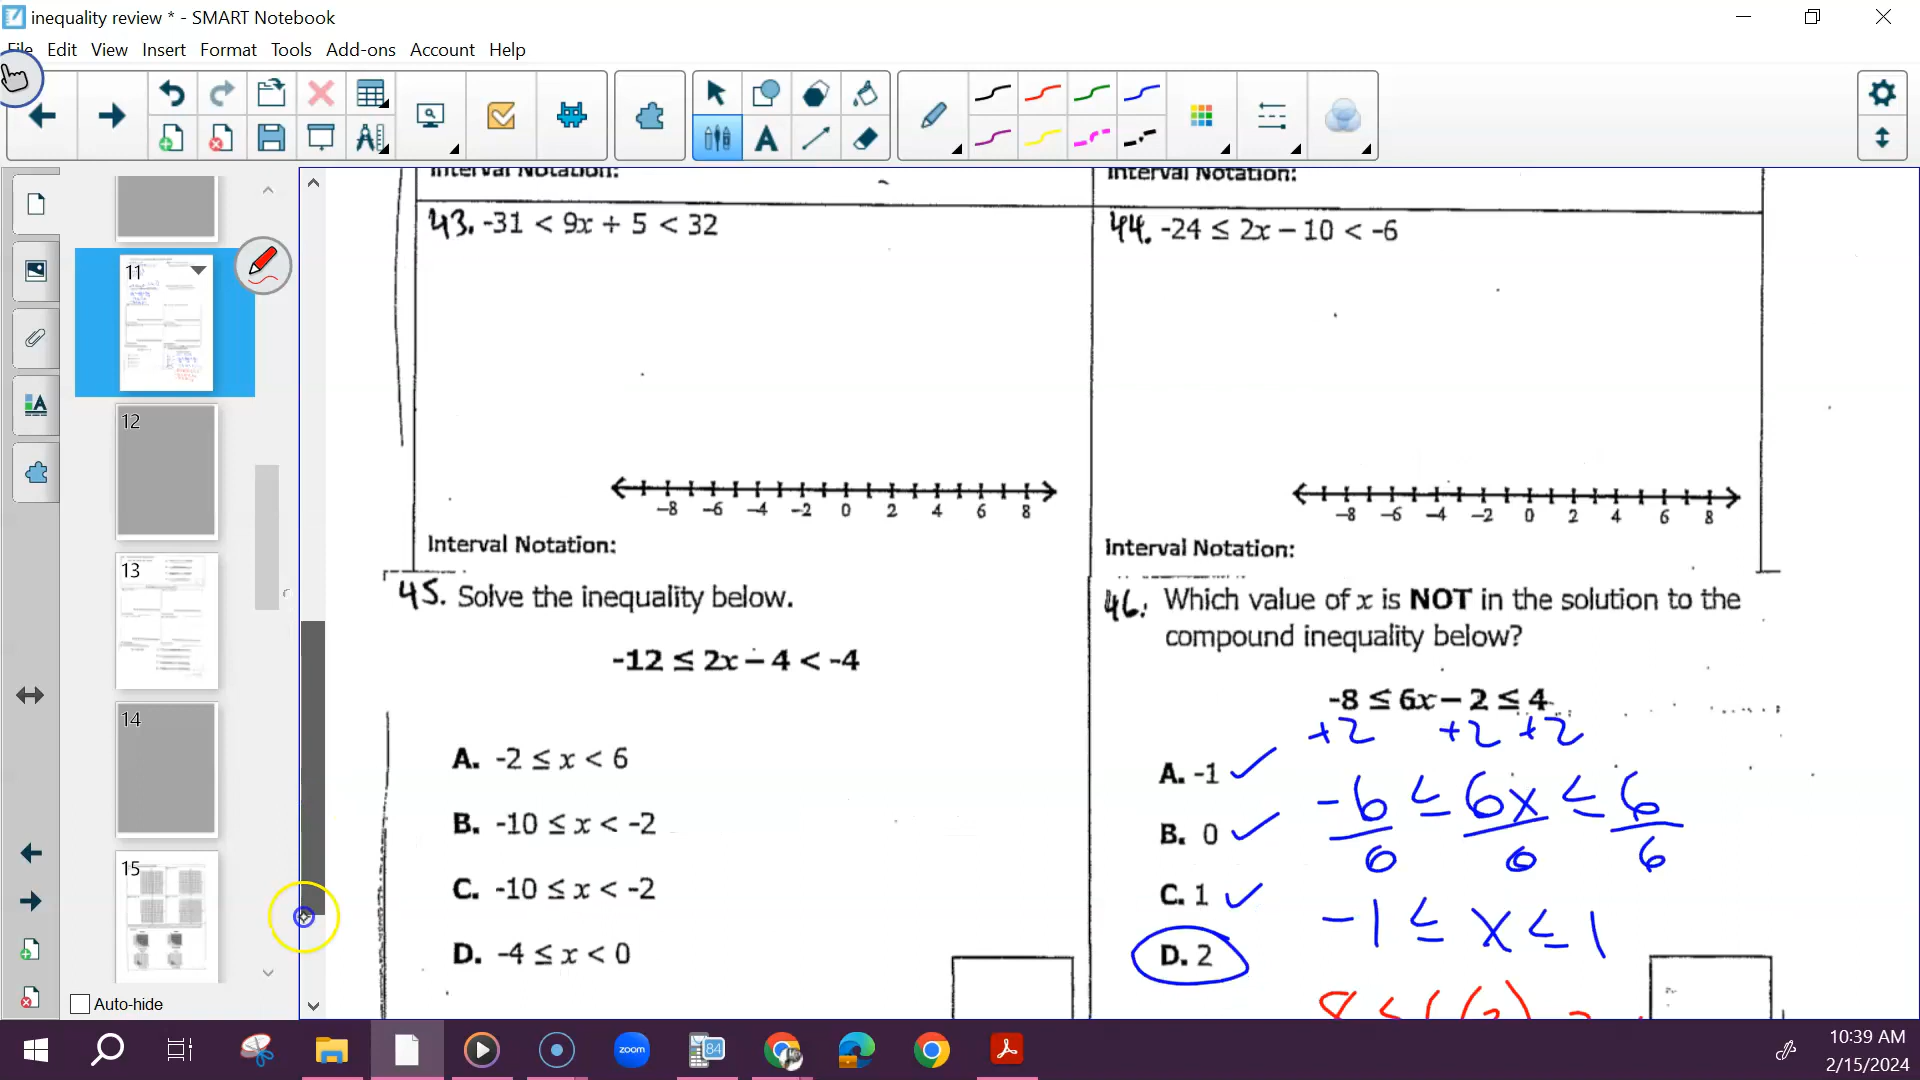 inequality review * - SMART Notebook
File Edit View Insert Format Tools Add-ons Account Help
Interval Notation:
Interval Notation:
43. -31 < 9x + 5 < 32
44. -24 ≤ 2x – 10 < -6
-8 -6 -4 -2 0 2 4 6 8
-8 -6 -4 -2 0 2 4 6 8
Interval Notation:
Interval Notation:
45. Solve the inequality below.
-12 ≤ 2x – 4 < -4
A. -2 ≤ x < 6
B. -10 ≤ x < -2
C. -10 ≤ x < -2
D. -4 ≤ x < 0
46. Which value of x is NOT in the solution to the
compound inequality below?
-8 ≤ 6x – 2 ≤ 4
+2 +2 +2
A. -1 ✓
-6 ≤ 6x ≤ 6
B. 0 ✓
6 6 6
C. 1 ✓
-1 ≤ x ≤ 1
D. 2
11
12
13
14
15
Auto-hide
zoom
84
10:39 AM
2/15/2024